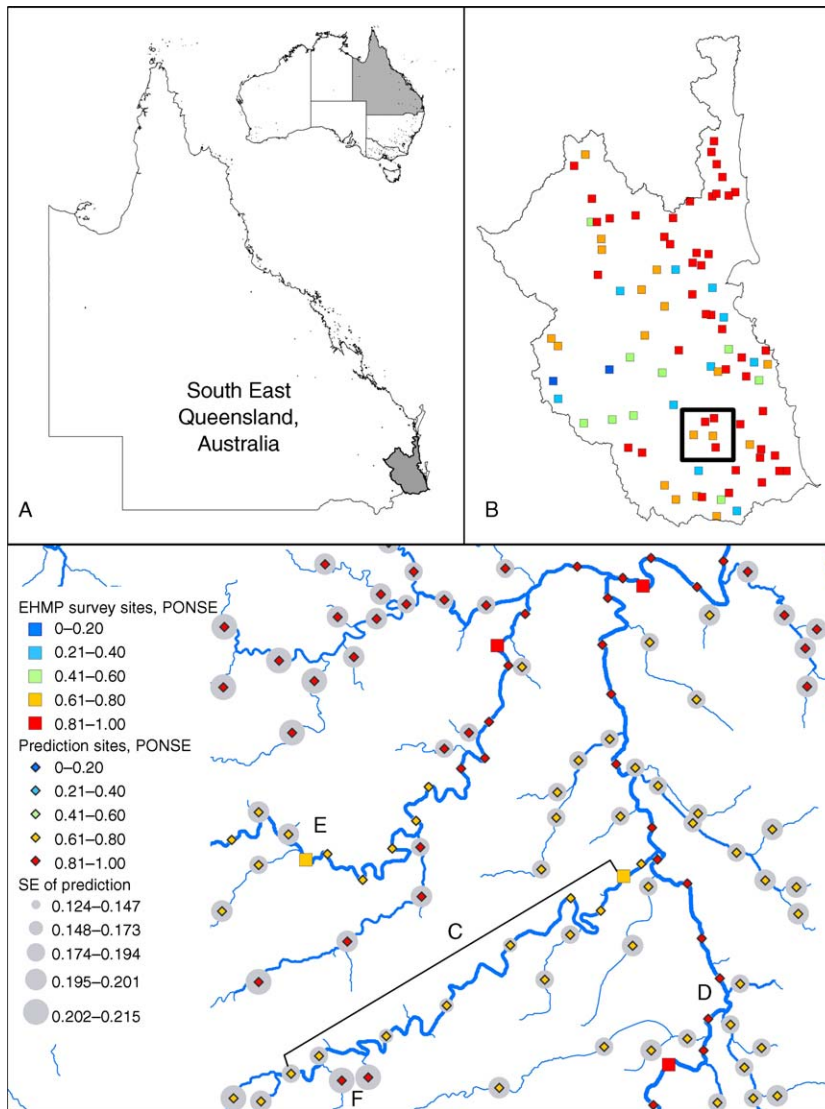 South East
Queensland,
Australia
A
B
EHMP survey sites, PONSE
0–0.20
0.21–0.40
0.41–0.60
0.61–0.80
0.81–1.00
Prediction sites, PONSE
0–0.20
0.21–0.40
0.41–0.60
0.61–0.80
0.81–1.00
SE of prediction
0.124–0.147
0.148–0.173
0.174–0.194
0.195–0.201
0.202–0.215
E
C
D
F